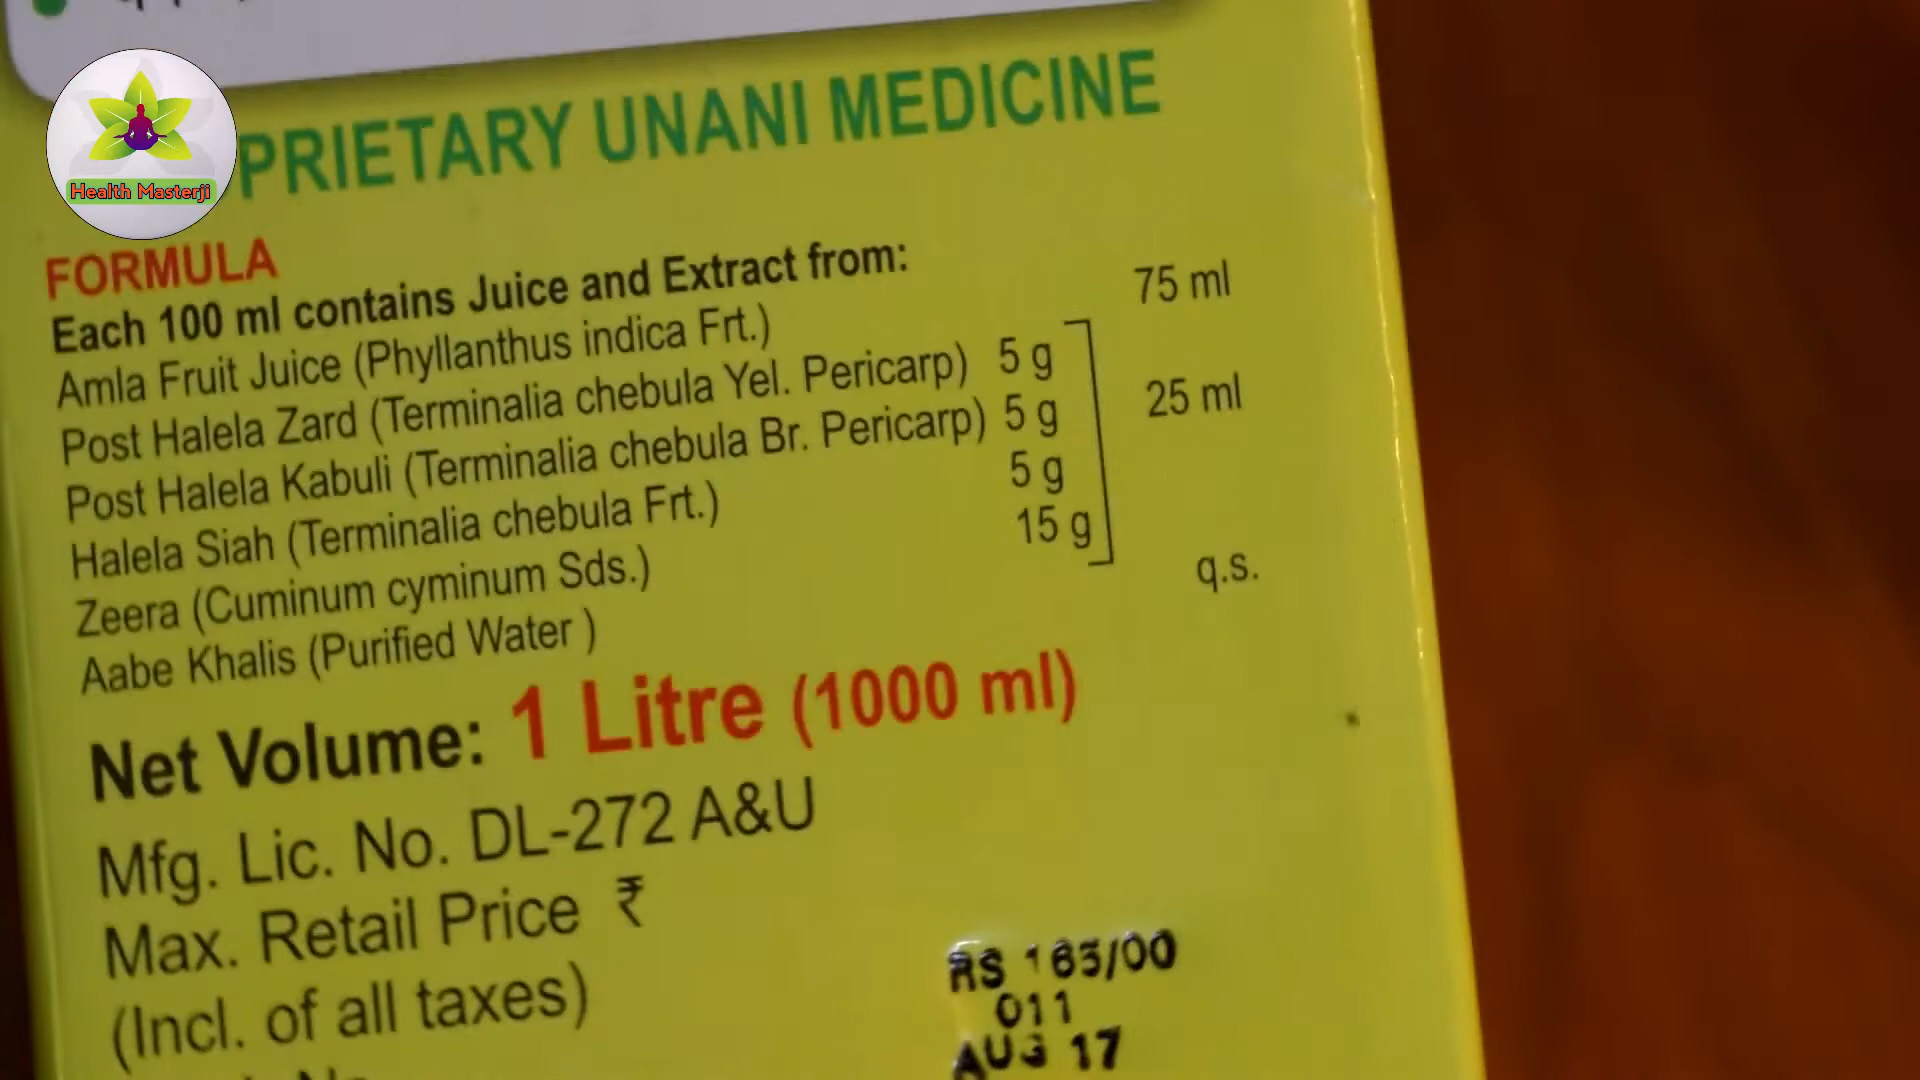 Health Masterji
PRIETARY UNANI MEDICINE
FORMULA
Each 100 ml contains Juice and Extract from:
Amla Fruit Juice (Phyllanthus indica Frt.) 75 ml
Post Halela Zard (Terminalia chebula Yel. Pericarp) 5 g
Post Halela Kabuli (Terminalia chebula Br. Pericarp) 5 g 25 ml
Halela Siah (Terminalia chebula Frt.) 5 g
Zeera (Cuminum cyminum Sds.) 15 g
Aabe Khalis (Purified Water ) q.s.
Net Volume: 1 Litre (1000 ml)
Mfg. Lic. No. DL-272 A&U
Max. Retail Price ₹
(Incl. of all taxes)
RS 165/00
011
AUG 17